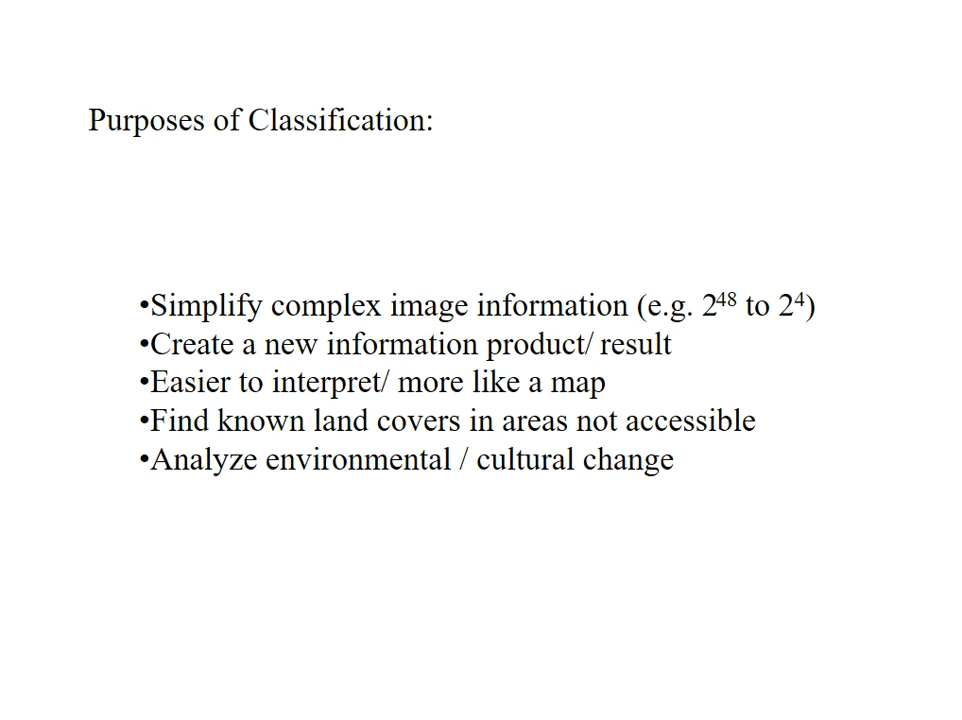 Purposes of Classification:
•Simplify complex image information (e.g. 2⁴⁸ to 2⁴)
•Create a new information product/ result
•Easier to interpret/ more like a map
•Find known land covers in areas not accessible
•Analyze environmental / cultural change